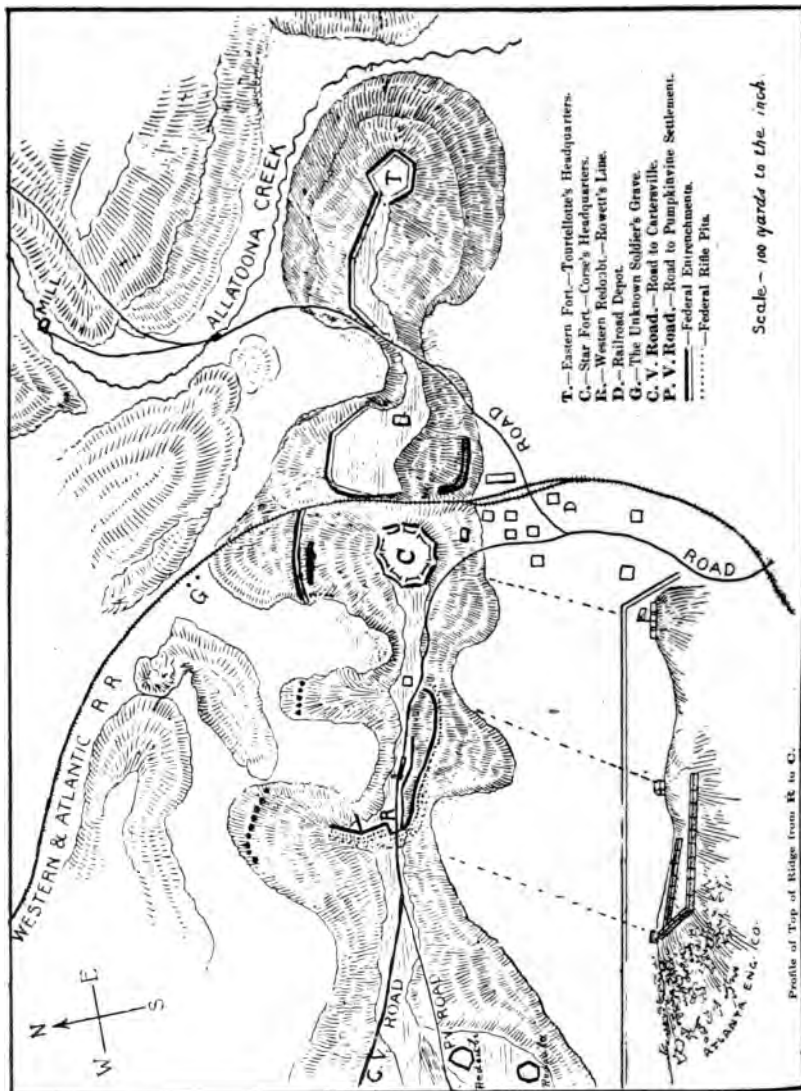 N
E
W
S
WESTERN & ATLANTIC R R
MILL
ALLATOONA CREEK
G
T
C
D
R
ROAD
ROAD
C.V. ROAD
P.V. ROAD
Redoubt
Redoubt
T.—Eastern Fort.—Tourtellotte's Headquarters.
C.—Star Fort—Corse's Headquarters.
R.—Western Redoubt.—Rowett's Line.
D.—Railroad Depot.
G.—The Unknown Soldier's Grave.
C. V. Road.—Road to Cartersville.
P. V. Road.—Road to Pumpkinvine Settlement.
—Federal Entrenchments.
—Federal Rifle Pits.
Scale—100 yards to the inch.
ATLANTA ENG. CO.
Profile of Top of Ridge from R to C.